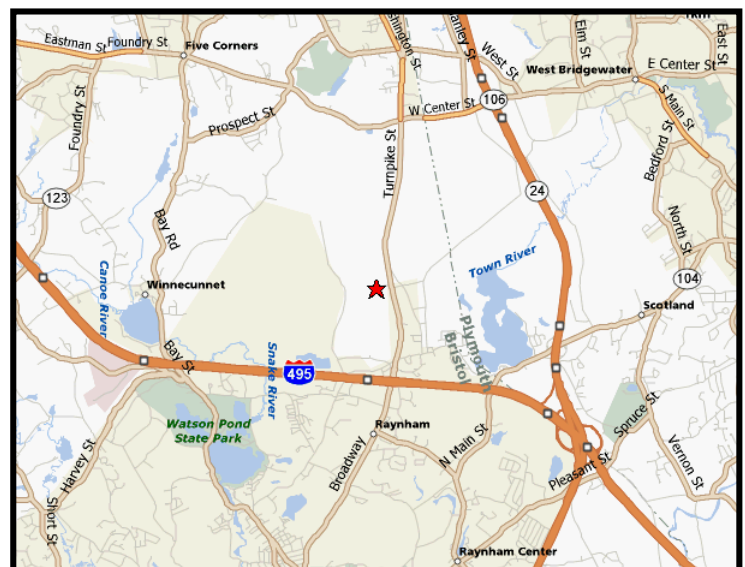 Eastman St
Foundry St
Five Corners
Stanley St
West St
Elm St
East St
West Bridgewater
E Center St
S Main St
106
W Center St
Foundry St
Prospect St
Turnpike St
Bedford St
123
24
Bay Rd
North St
Town River
104
Canoe River
Winnecunnet
Scotland
Plymouth
Bristol
Snake River
Bay St
495
Watson Pond
State Park
Raynham
Spruce St
N Main St
Broadway
Vernon St
Pleasant St
Harvey St
Short St
Raynham Center